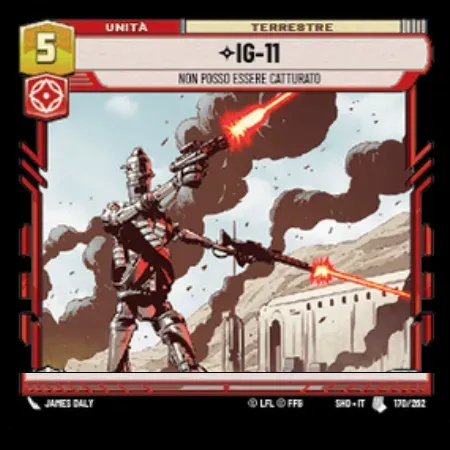 UNITÀ TERRESTRE
5
IG-11
NON POSSO ESSERE CATTURATO
JAMES DALY Ⓒ LFL Ⓒ FFG SHD • IT 170/262